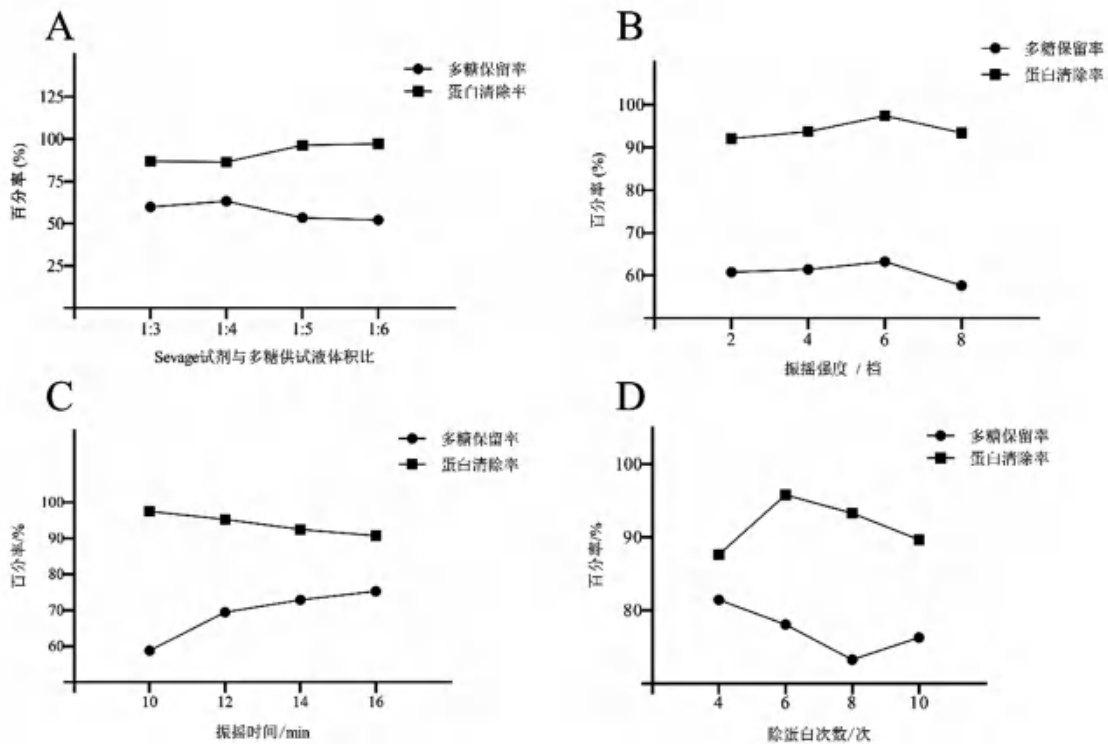 A
多糖保留率
蛋白清除率
125
100
75
50
25
百分率(%)
1:3
1:4
1:5
1:6
Sevage试剂与多糖供试液体积比
B
多糖保留率
蛋白清除率
100
90
80
70
60
百分率(%)
2
4
6
8
振摇强度 / 档
C
多糖保留率
蛋白清除率
100
90
80
70
60
百分率/%
10
12
14
16
振摇时间/min
D
多糖保留率
蛋白清除率
100
90
80
百分率/%
4
6
8
10
除蛋白次数/次